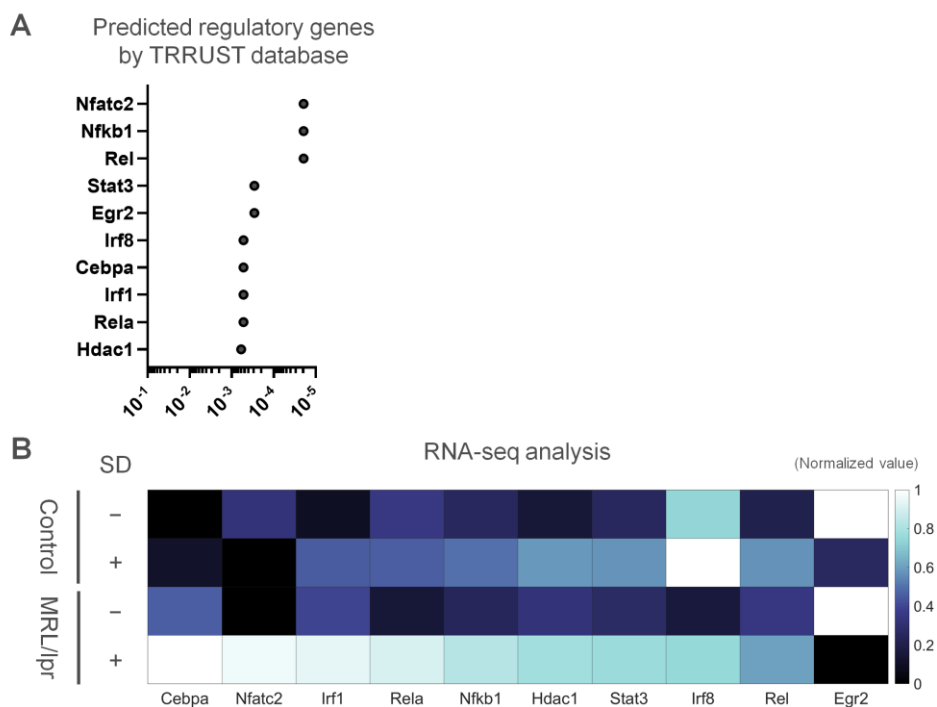 A
Predicted regulatory genes
by TRRUST database
Nfatc2
Nfkb1
Rel
Stat3
Egr2
Irf8
Cebpa
Irf1
Rela
Hdac1
10-1 10-2 10-3 10-4 10-5
B
SD
RNA-seq analysis
(Normalized value)
Control
−
+
MRL/lpr
−
+
1
0.8
0.6
0.4
0.2
0
Cebpa Nfatc2 Irf1 Rela Nfkb1 Hdac1 Stat3 Irf8 Rel Egr2